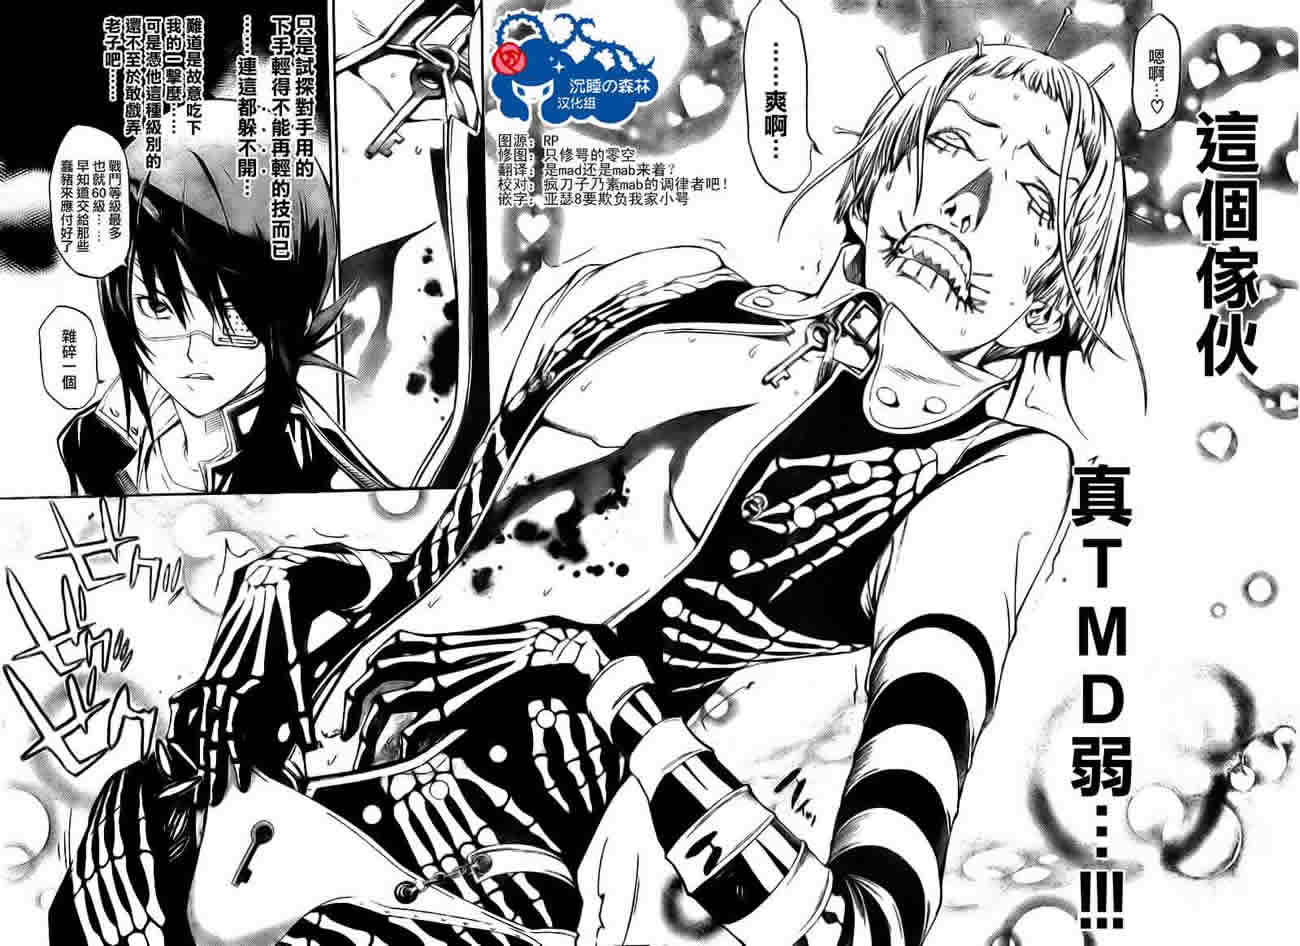 嗯啊…♡
這個傢伙
真TMD弱…!!!
……爽啊……
沉睡の森林
汉化组
图源：RP
修图：只修咢的零空
翻译：是mad还是mab来着？
校对：疯刀子乃素mab的调律者吧！
嵌字：亚瑟8要欺负我家小咢
只是試探對手用的
下手輕得不能再輕的技而已
……連這都躲不開……
難道是故意吃下
我的一擊麼……
可是憑他這種級別的
還不至於敢戲弄
老子吧……
戰鬥等級最多
也就60級……
早知道交給那些
蠢豬來應付好了
雜碎一個
ゼクゥ
ゼクゥ